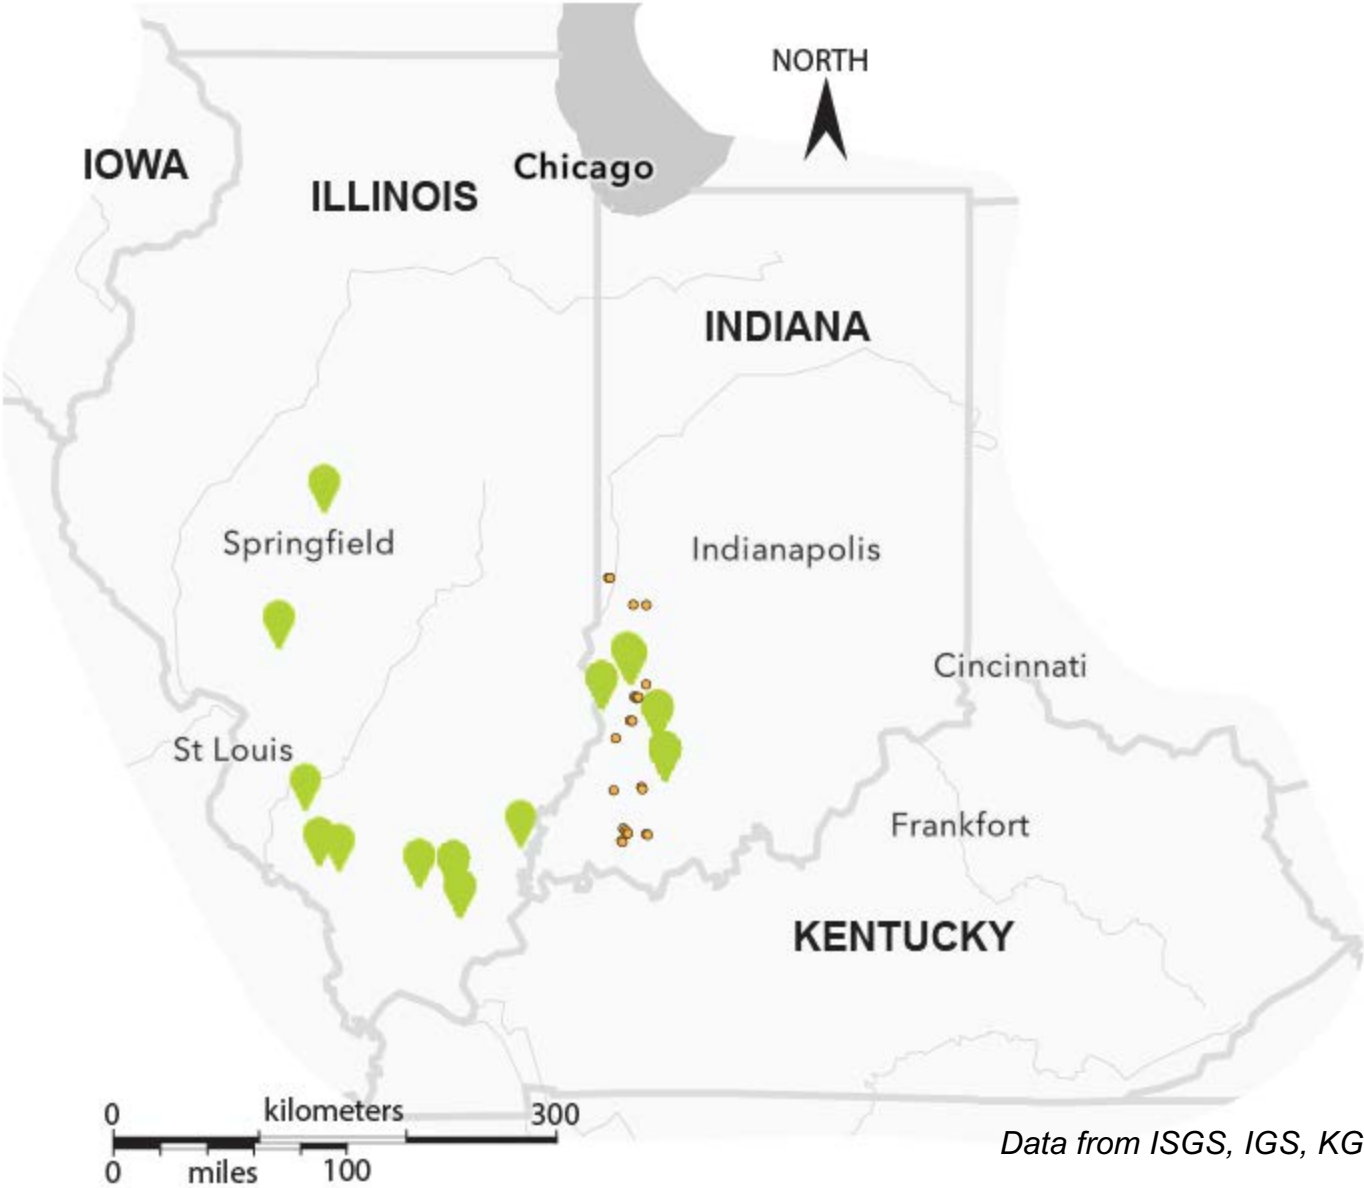 NORTH
IOWA
Chicago
ILLINOIS
INDIANA
Springfield
Indianapolis
Cincinnati
St Louis
Frankfort
KENTUCKY
0 kilometers 300
0 miles 100
Data from ISGS, IGS, KG